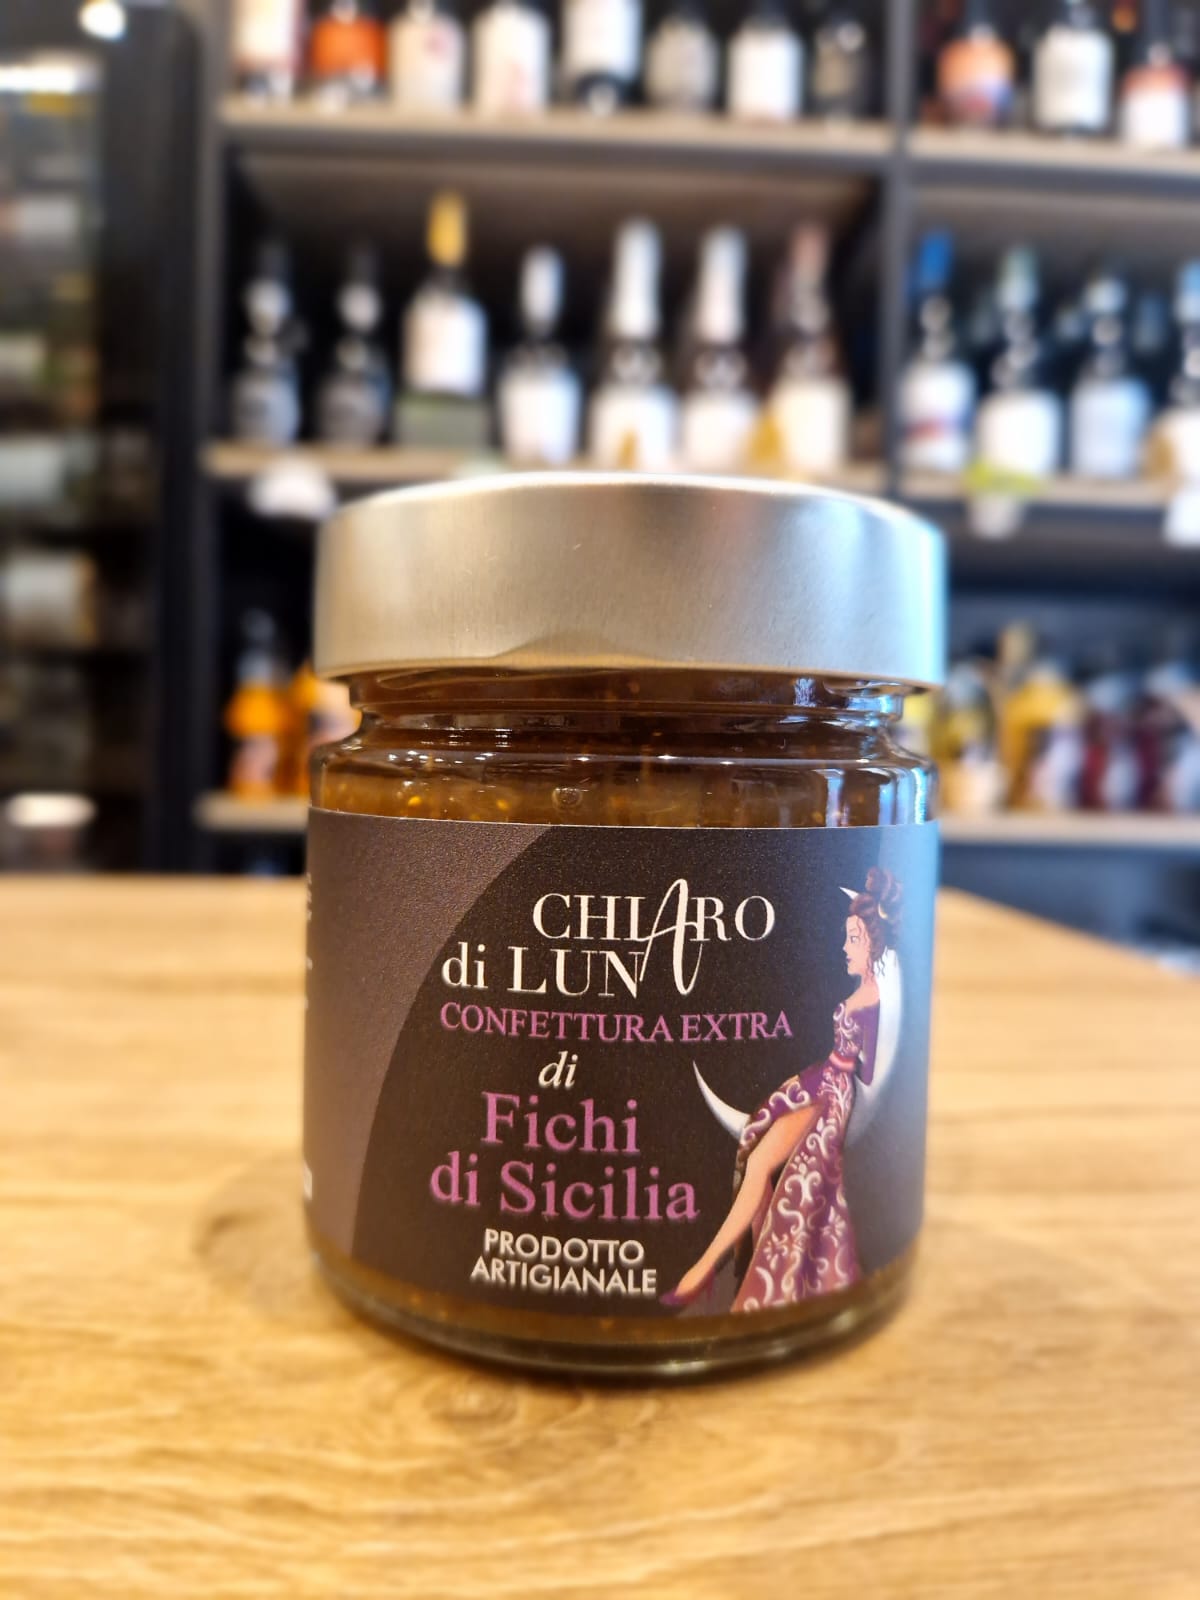 CHIARO
di LUNA
CONFETTURA EXTRA
di
Fichi
di Sicilia
PRODOTTO
ARTIGIANALE